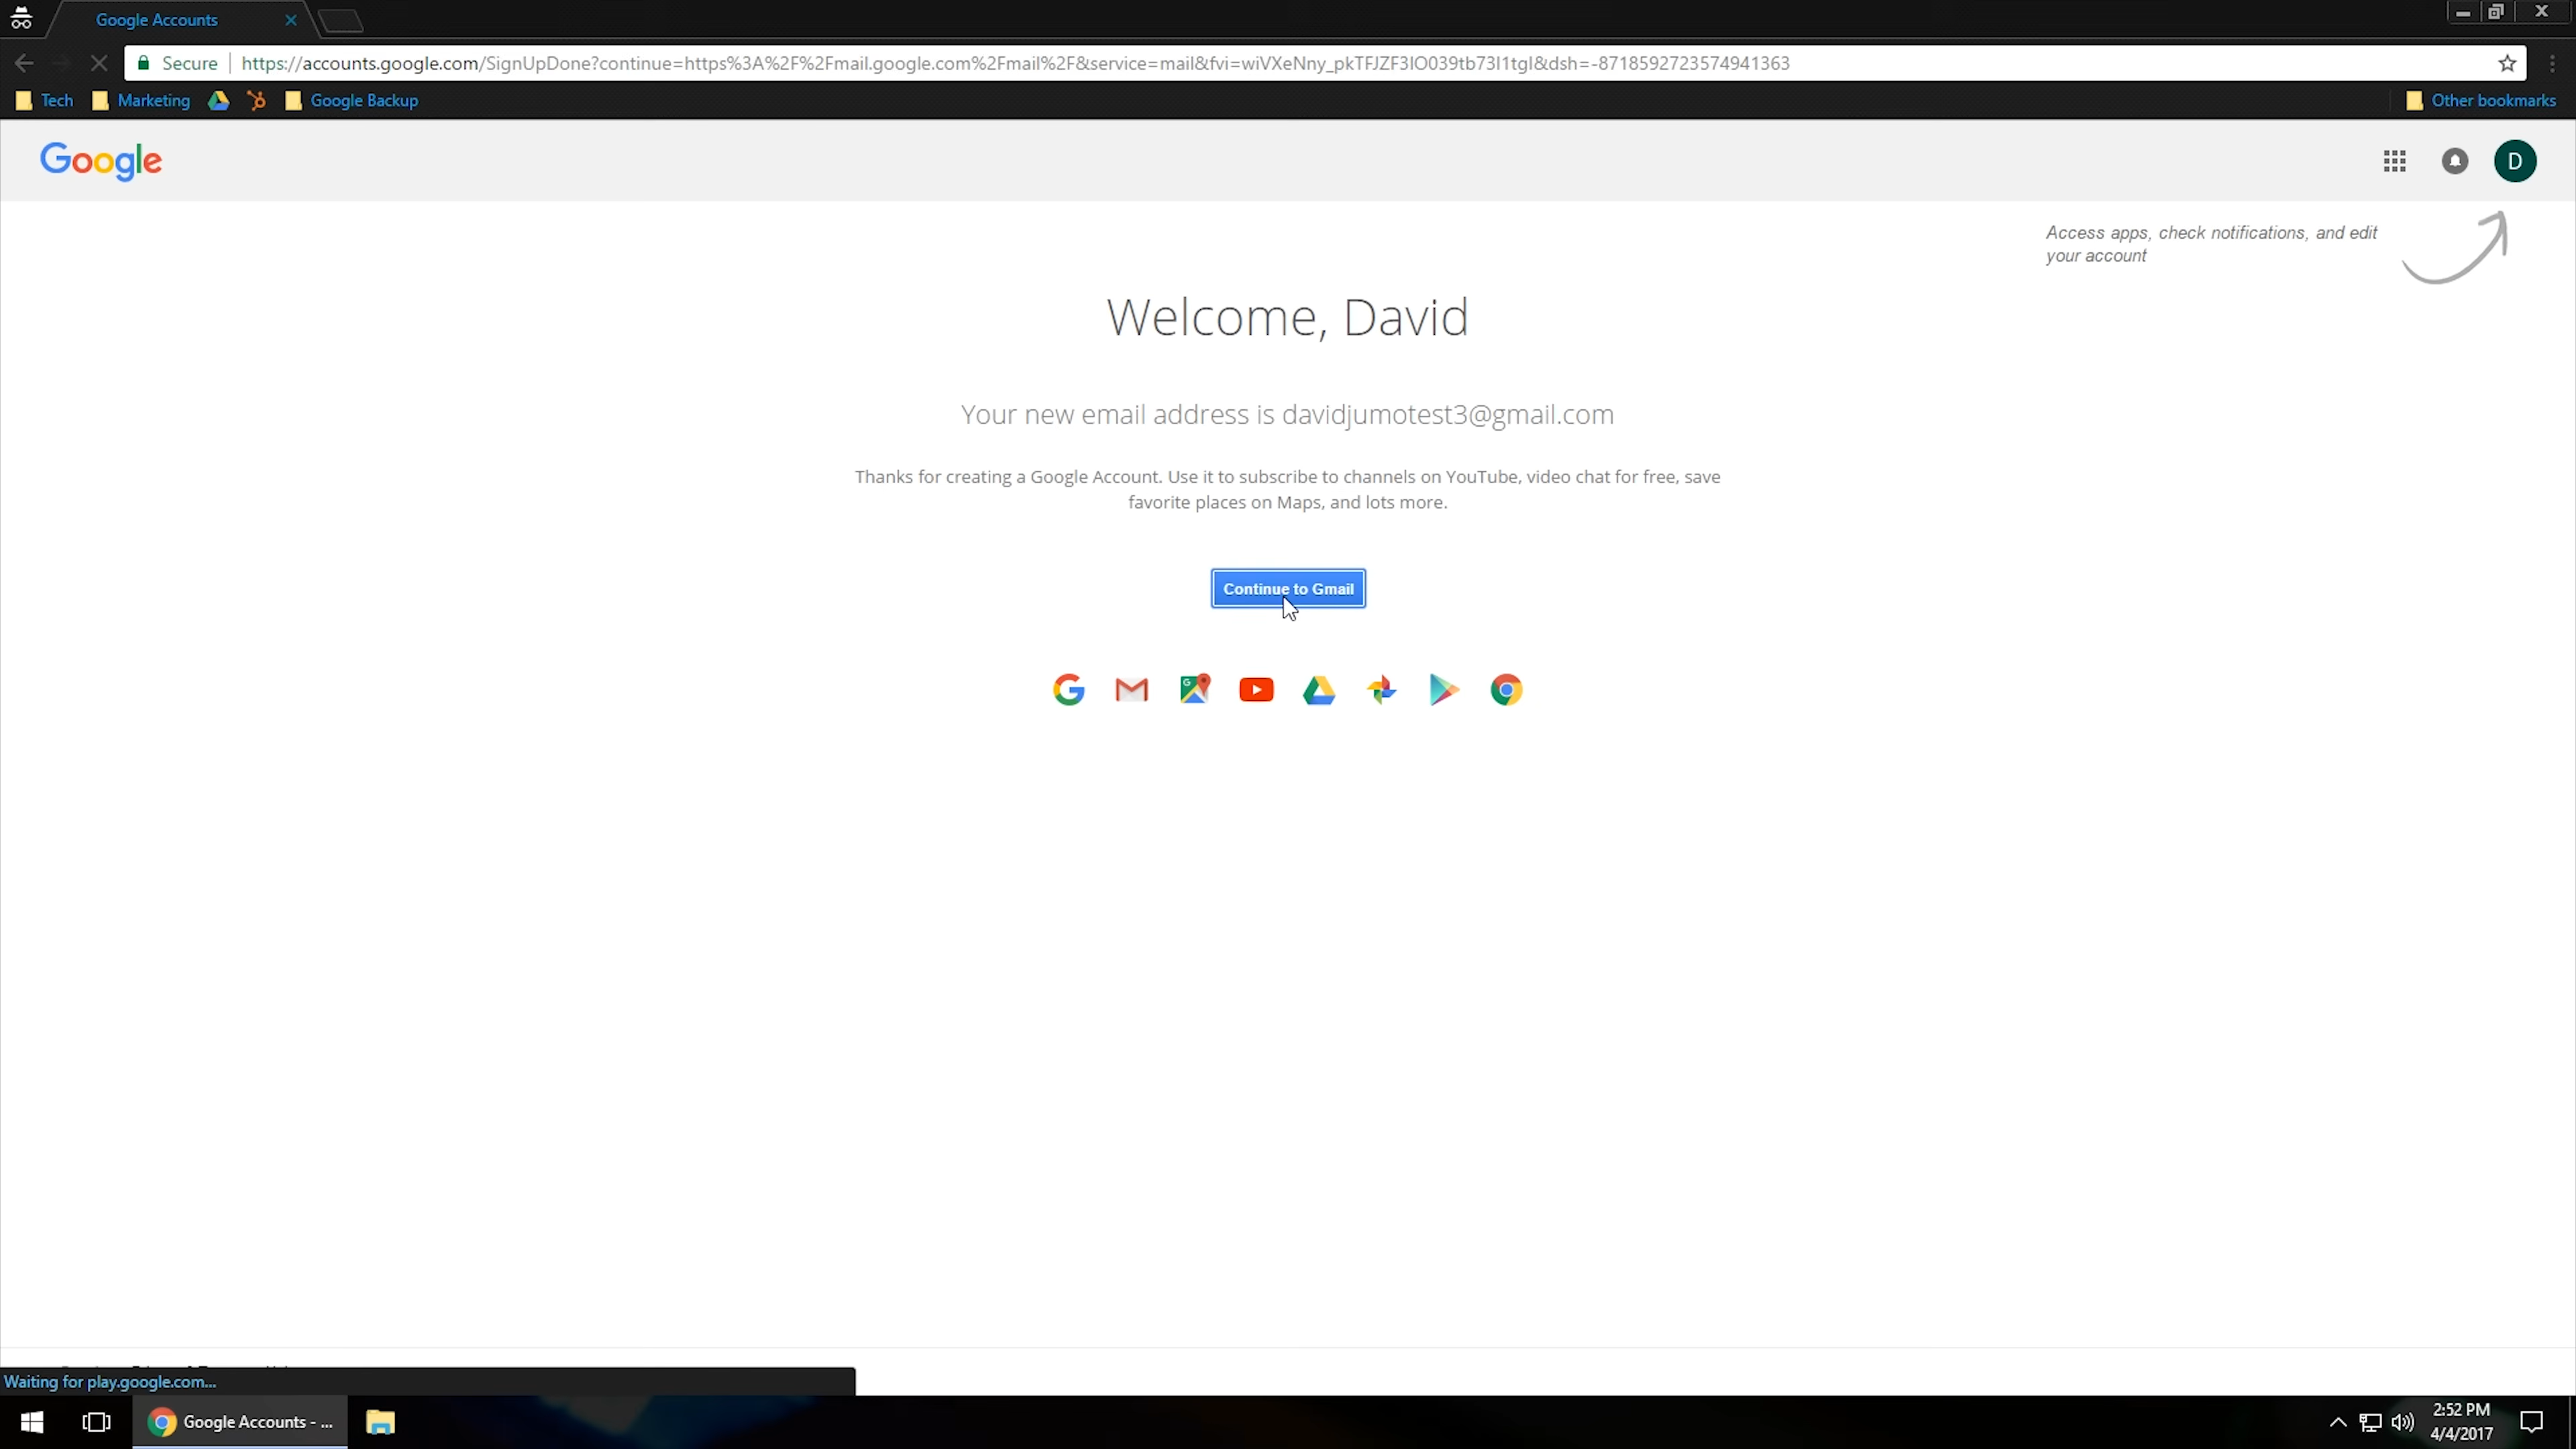 Google Accounts
Secure
https://accounts.google.com/SignUpDone?continue=https%3A%2F%2Fmail.google.com%2Fmail%2F&service=mail&fvi=wiVXeNny_pkTFJZF3IO039tb73I1tgI&dsh=-8718592723574941363
Tech
Marketing
Google Backup
Other bookmarks
Google
D
Access apps, check notifications, and edit
your account
Welcome, David
Your new email address is davidjumotest3@gmail.com
Thanks for creating a Google Account. Use it to subscribe to channels on YouTube, video chat for free, save
favorite places on Maps, and lots more.
Continue to Gmail
Waiting for play.google.com...
Google Accounts - ...
2:52 PM
4/4/2017